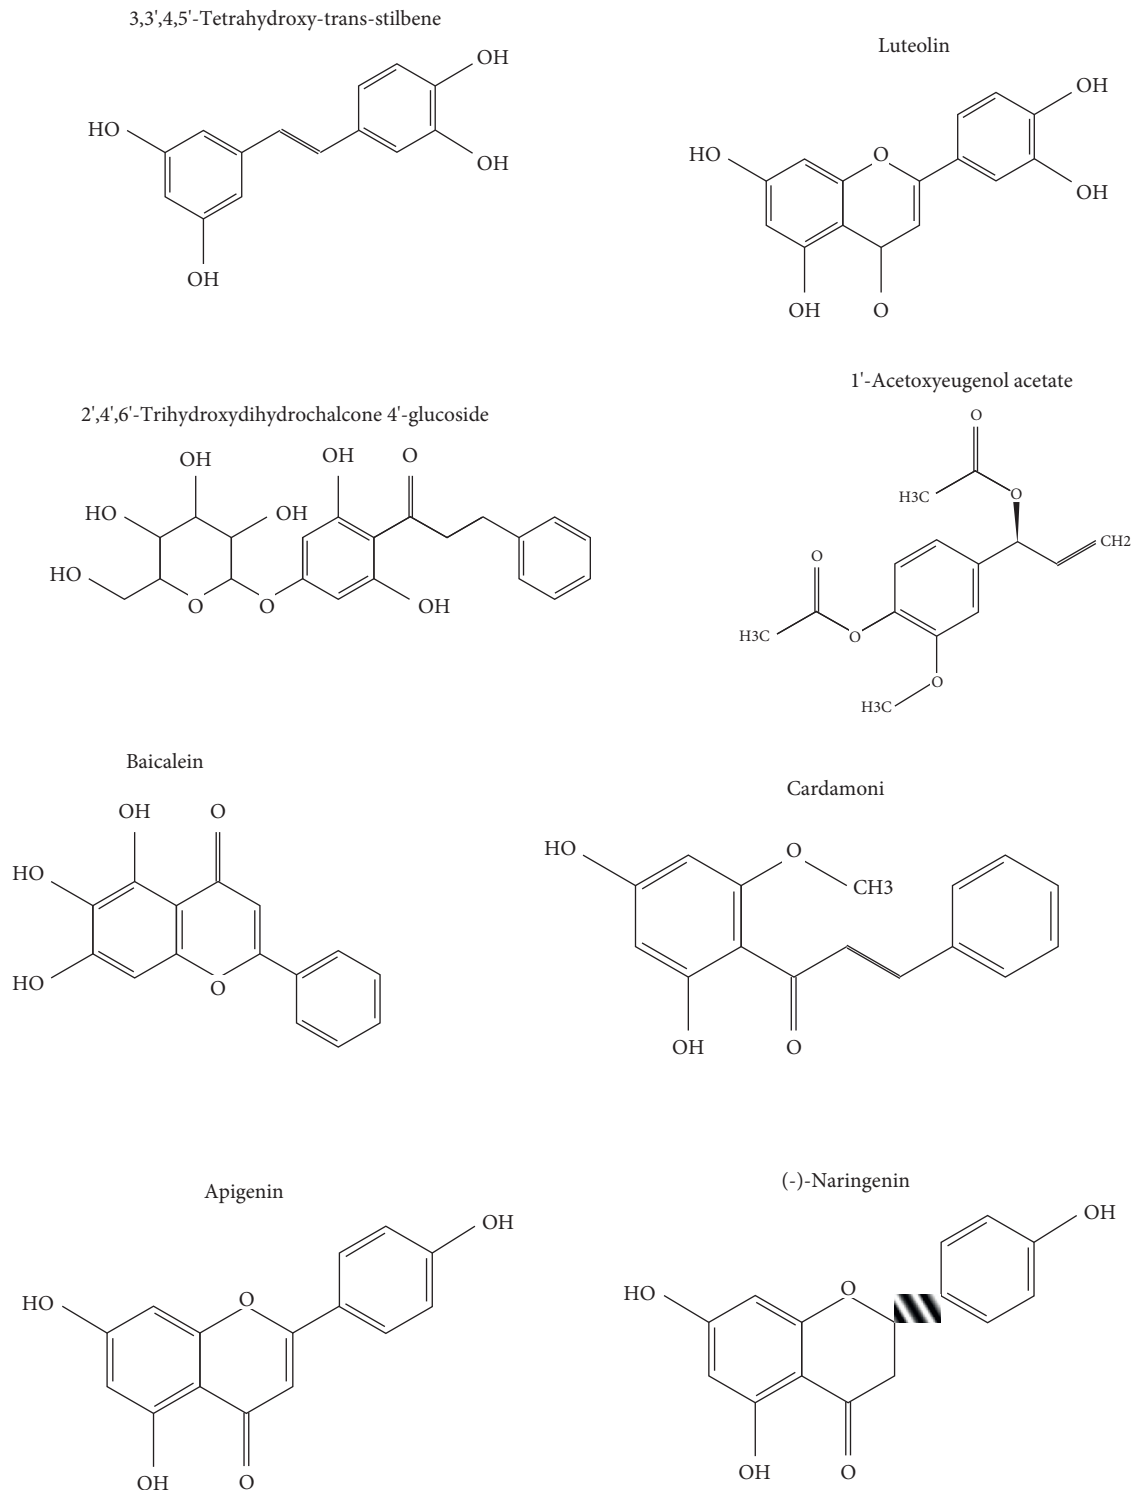 3,3',4,5'-Tetrahydroxy-trans-stilbene
OH
HO
OH
OH
Luteolin
OH
HO
O
OH
OH
O
2',4',6'-Trihydroxydihydrochalcone 4'-glucoside
OH
OH
O
HO
OH
HO
O
O
OH
1'-Acetoxyeugenol acetate
O
H3C
O
CH2
O
H3C
O
O
H3C
Baicalein
OH
O
HO
HO
O
Cardamoni
HO
O
CH3
OH
O
Apigenin
OH
HO
O
OH
O
(-)-Naringenin
OH
HO
O
OH
O